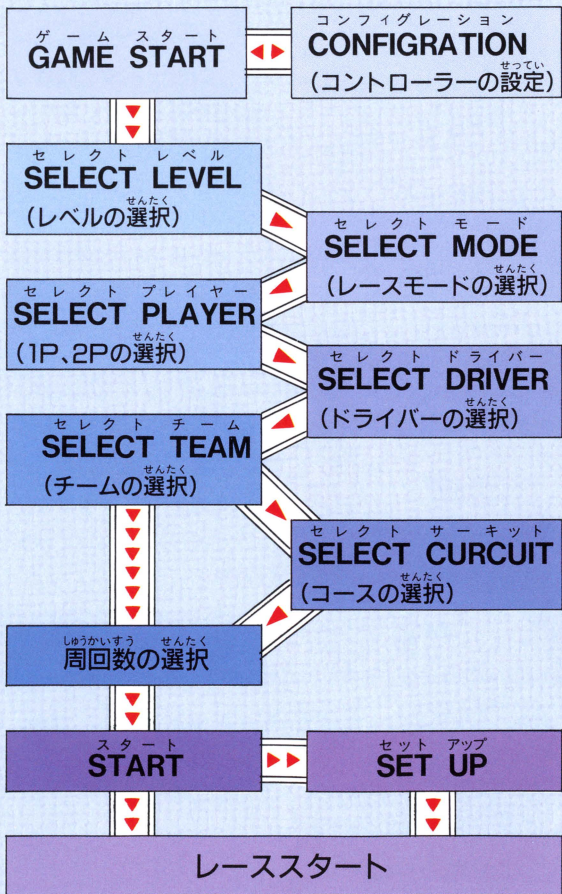 ゲーム スタート
GAME START
コンフィグレーション
CONFIGRATION
せってい
(コントローラーの設定)
セレクト レベル
SELECT LEVEL
せんたく
(レベルの選択)
セレクト モード
SELECT MODE
せんたく
(レースモードの選択)
セレクト プレイヤー
SELECT PLAYER
せんたく
(1P、2Pの選択)
セレクト ドライバー
SELECT DRIVER
せんたく
(ドライバーの選択)
セレクト チーム
SELECT TEAM
せんたく
(チームの選択)
セレクト サーキット
SELECT CURCUIT
せんたく
(コースの選択)
しゅうかいすう せんたく
周回数の選択
スタート
START
セット アップ
SET UP
レーススタート